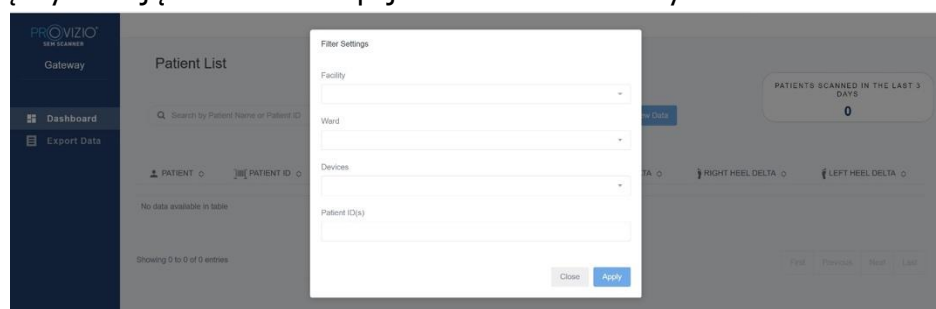 PROVIZIO
SEM SCANNER
Gateway
Dashboard
Export Data
Patient List
Search by Patient Name or Patient ID
PATIENT
PATIENT ID
No data available in table
Showing 0 to 0 of 0 entries
Filter Settings
Facility
Ward
Devices
Patient ID(s)
Close
Apply
Data
PATIENTS SCANNED IN THE LAST 3
DAYS
0
RIGHT HEEL DELTA
LEFT HEEL DELTA
First
Previous
Next
Last